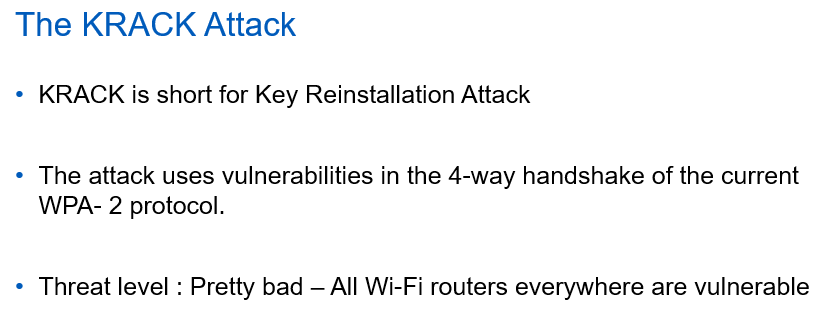 The KRACK Attack
• KRACK is short for Key Reinstallation Attack
• The attack uses vulnerabilities in the 4-way handshake of the current
WPA- 2 protocol.
• Threat level : Pretty bad – All Wi-Fi routers everywhere are vulnerable